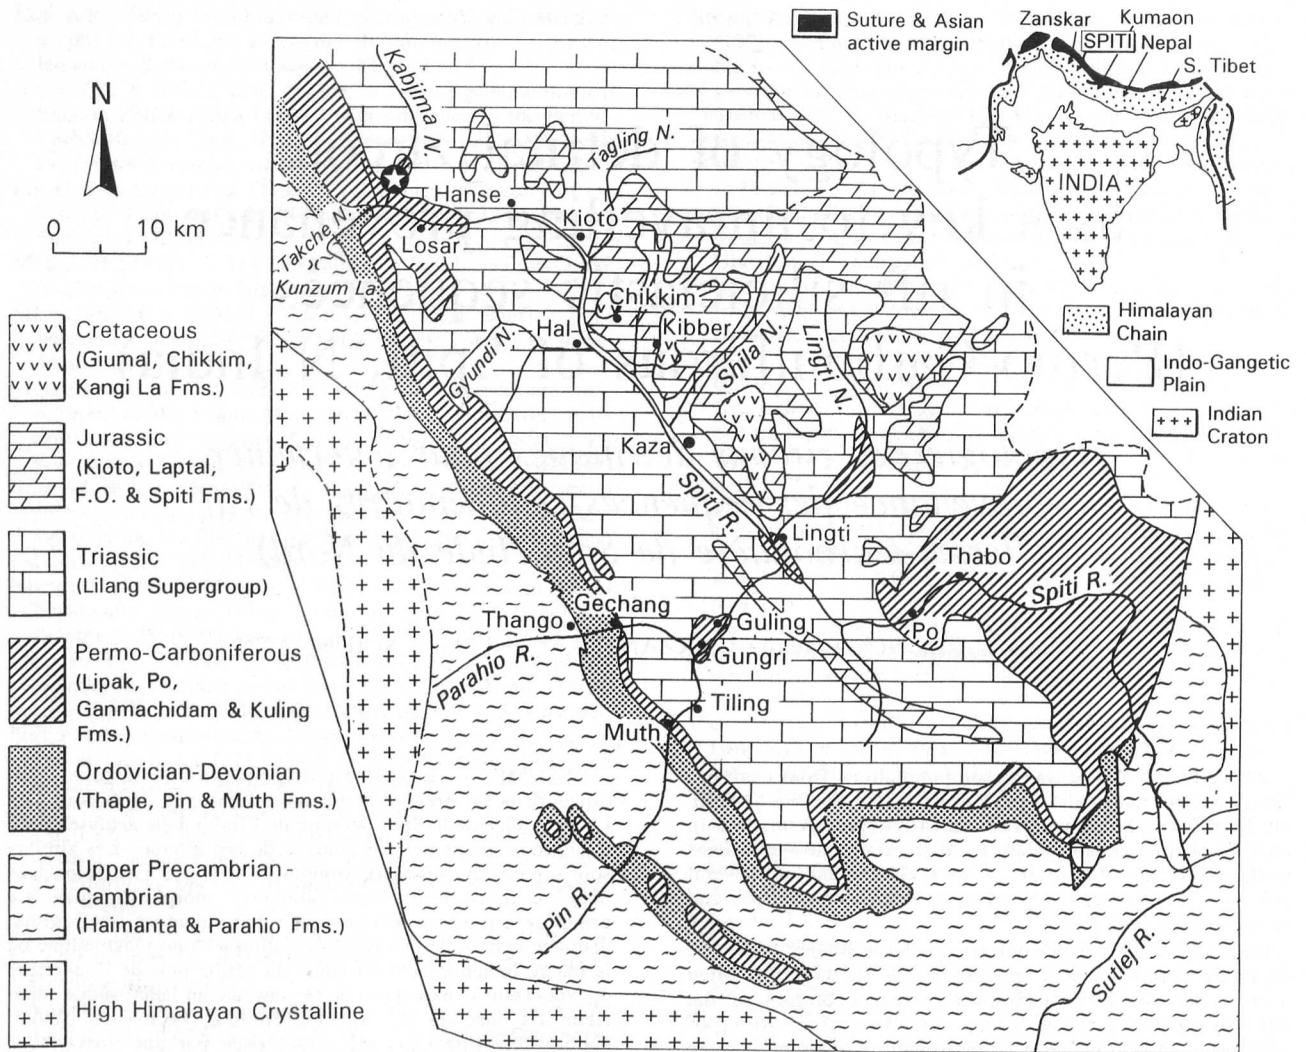 Suture & Asian
active margin
Zanskar
Kumaon
SPITI
Nepal
S. Tibet
INDIA
Himalayan
Chain
Indo-Gangetic
Plain
Indian
Craton
N
0 10 km
Kabjima N.
Tagling N.
Hanse
Kioto
Takche N.
Losar
Kunzum La
Chikkim
Hal
Kibber
Gyundi N.
Shila N.
Lingti N.
Kaza
Spiti R.
Lingti
Thabo
Spiti R.
Gechang
Thango
Guling
Po
Gungri
Parahio R.
Tiling
Muth
Pin R.
Sutlej R.
Cretaceous
(Giumal, Chikkim,
Kangi La Fms.)
Jurassic
(Kioto, Laptal,
F.O. & Spiti Fms.)
Triassic
(Lilang Supergroup)
Permo-Carboniferous
(Lipak, Po,
Ganmachidam & Kuling
Fms.)
Ordovician-Devonian
(Thaple, Pin & Muth Fms.)
Upper Precambrian-
Cambrian
(Haimanta & Parahio Fms.)
High Himalayan Crystalline